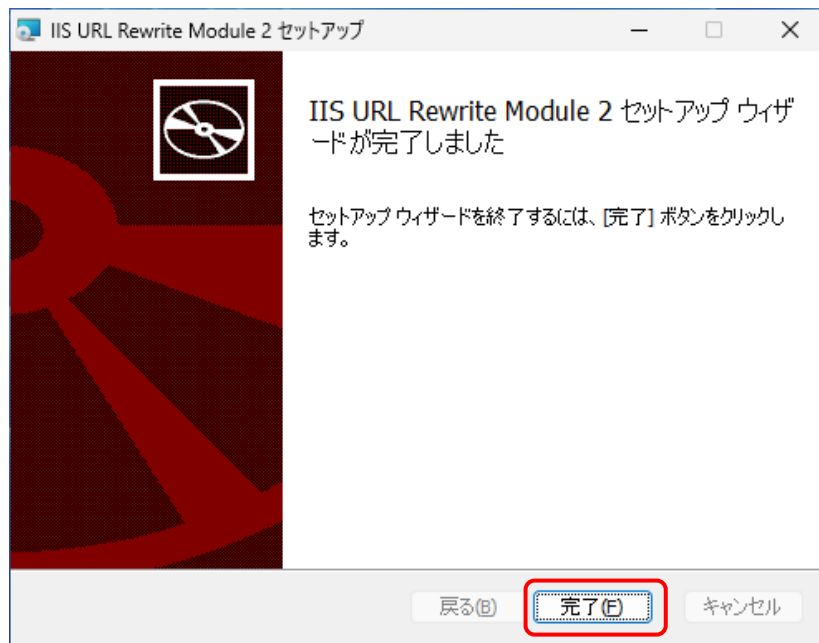 IIS URL Rewrite Module 2 セットアップ
IIS URL Rewrite Module 2 セットアップ ウィザ
ードが完了しました
セットアップ ウィザードを終了するには、[完了] ボタンをクリックし
ます。
戻る(B)
完了(F)
キャンセル